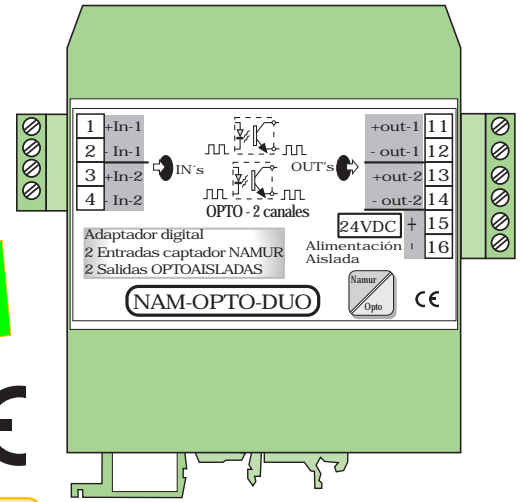 1 +In-1
2 - In-1
3 +In-2
4 - In-2
IN´s
OUT's
OPTO - 2 canales
+out-1 11
- out-1 12
+out-2 13
- out-2 14
24VDC + 15
- 16
Alimentación
Aislada
Adaptador digital
2 Entradas captador NAMUR
2 Salidas OPTOAISLADAS
NAM-OPTO-DUO
Namur
Opto
CE
CE